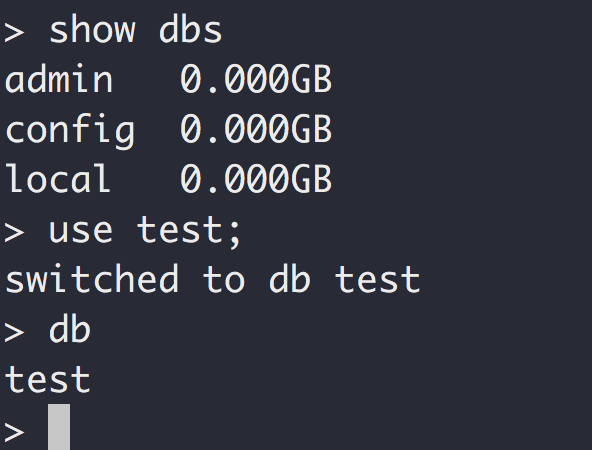 > show dbs
admin   0.000GB
config  0.000GB
local   0.000GB
> use test;
switched to db test
> db
test
>